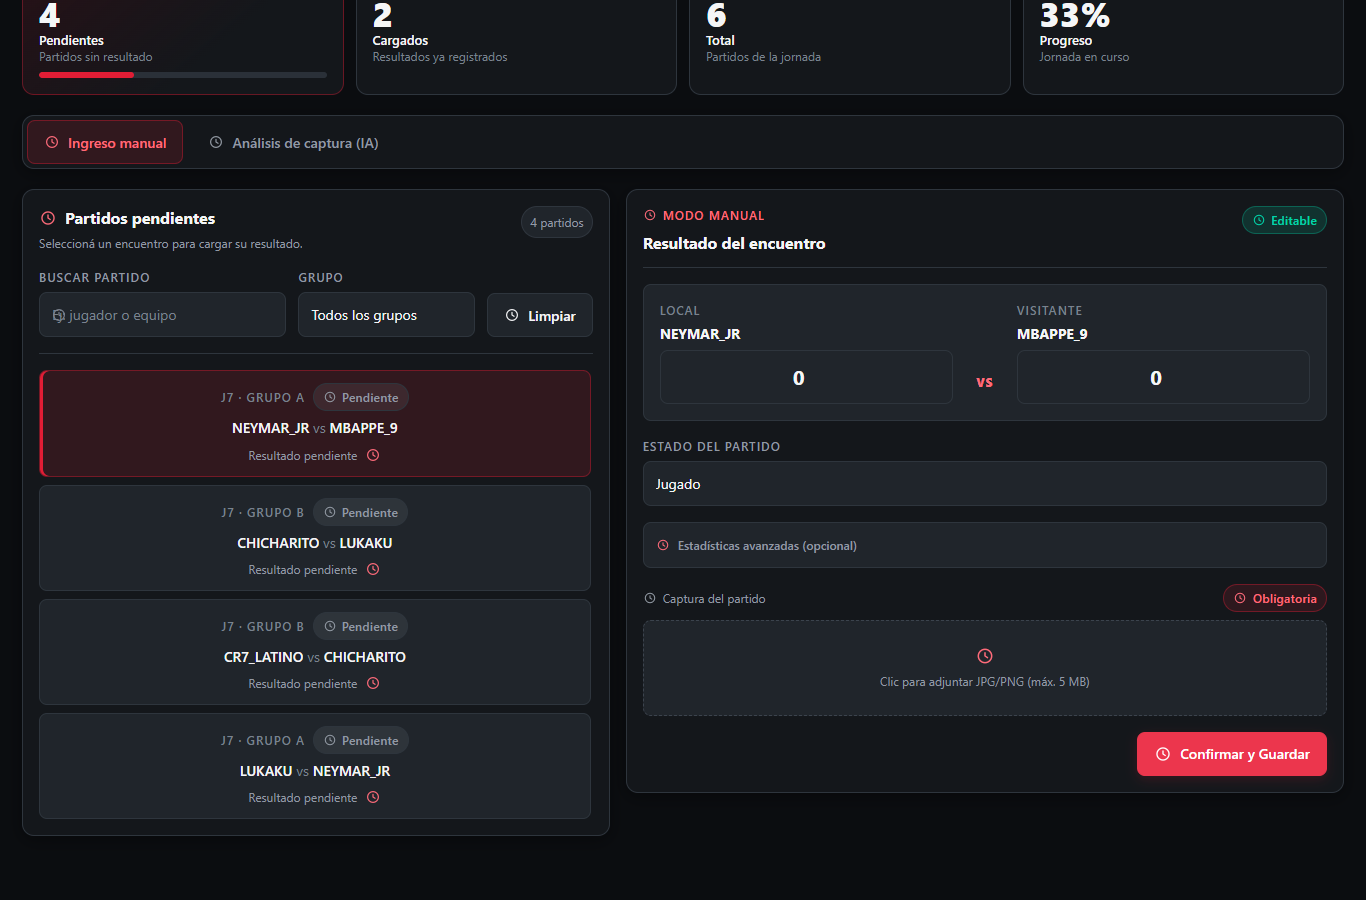 4
Pendientes
Partidos sin resultado
2
Cargados
Resultados ya registrados
6
Total
Partidos de la jornada
33%
Progreso
Jornada en curso
Ingreso manual
Análisis de captura (IA)
Partidos pendientes
4 partidos
Seleccioná un encuentro para cargar su resultado.
BUSCAR PARTIDO
GRUPO
jugador o equipo
Todos los grupos
Limpiar
J7 · GRUPO A Pendiente
NEYMAR_JR vs MBAPPE_9
Resultado pendiente
J7 · GRUPO B Pendiente
CHICHARITO vs LUKAKU
Resultado pendiente
J7 · GRUPO B Pendiente
CR7_LATINO vs CHICHARITO
Resultado pendiente
J7 · GRUPO A Pendiente
LUKAKU vs NEYMAR_JR
Resultado pendiente
MODO MANUAL
Editable
Resultado del encuentro
LOCAL
NEYMAR_JR
0
vs
VISITANTE
MBAPPE_9
0
ESTADO DEL PARTIDO
Jugado
Estadísticas avanzadas (opcional)
Captura del partido
Obligatoria
Clic para adjuntar JPG/PNG (máx. 5 MB)
Confirmar y Guardar